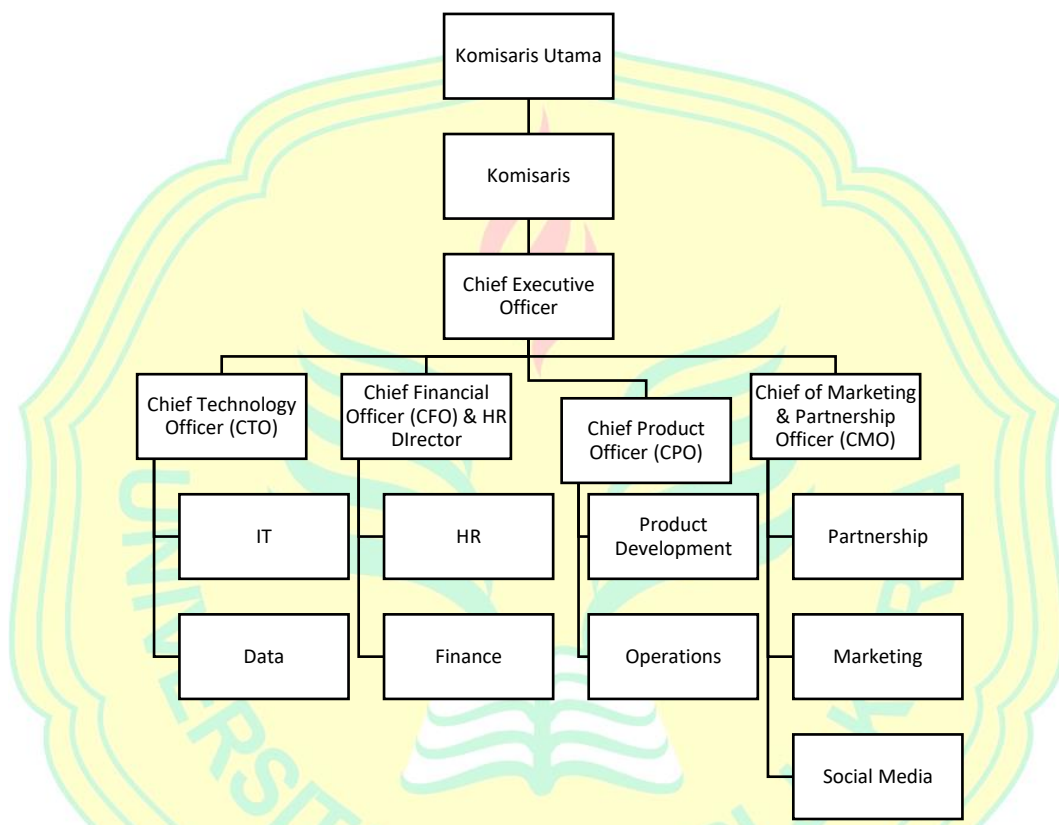 Komisaris Utama
Komisaris
Chief Executive
Officer
Chief Technology
Officer (CTO)
Chief Financial
Officer (CFO) & HR
DIrector
Chief Product
Officer (CPO)
Chief of Marketing
& Partnership
Officer (CMO)
IT
HR
Product
Development
Partnership
Data
Finance
Operations
Marketing
Social Media